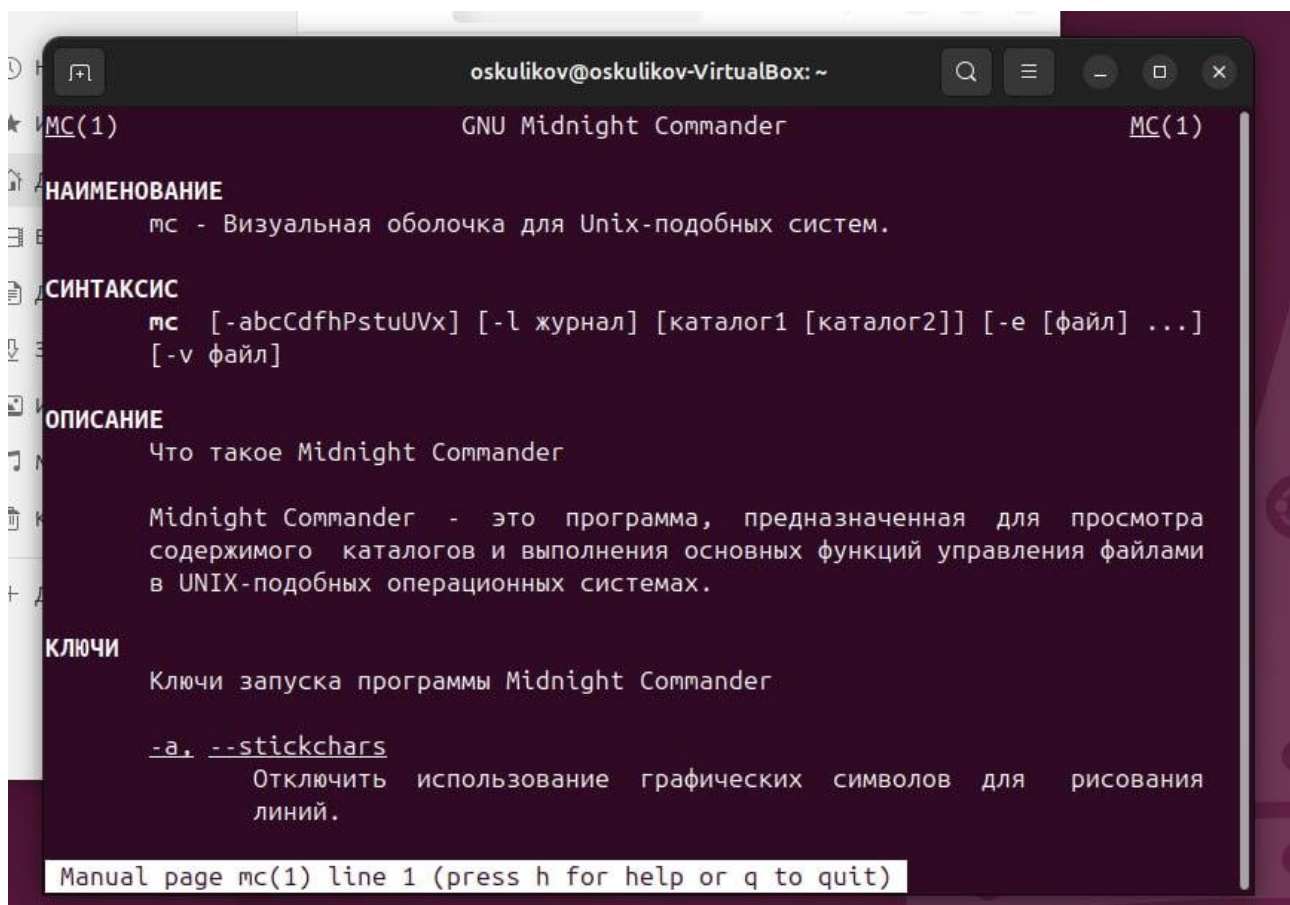 oskulikov@oskulikov-VirtualBox: ~
MC(1) GNU Midnight Commander MC(1)
НАИМЕНОВАНИЕ
mc - Визуальная оболочка для Unix-подобных систем.
СИНТАКСИС
mc [-abcCdfhPstuUVx] [-l журнал] [каталог1 [каталог2]] [-e [файл] ...]
[-v файл]
ОПИСАНИЕ
Что такое Midnight Commander
Midnight Commander - это программа, предназначенная для просмотра
содержимого каталогов и выполнения основных функций управления файлами
в UNIX-подобных операционных системах.
КЛЮЧИ
Ключи запуска программы Midnight Commander
-a, --stickchars
Отключить использование графических символов для рисования
линий.
Manual page mc(1) line 1 (press h for help or q to quit)